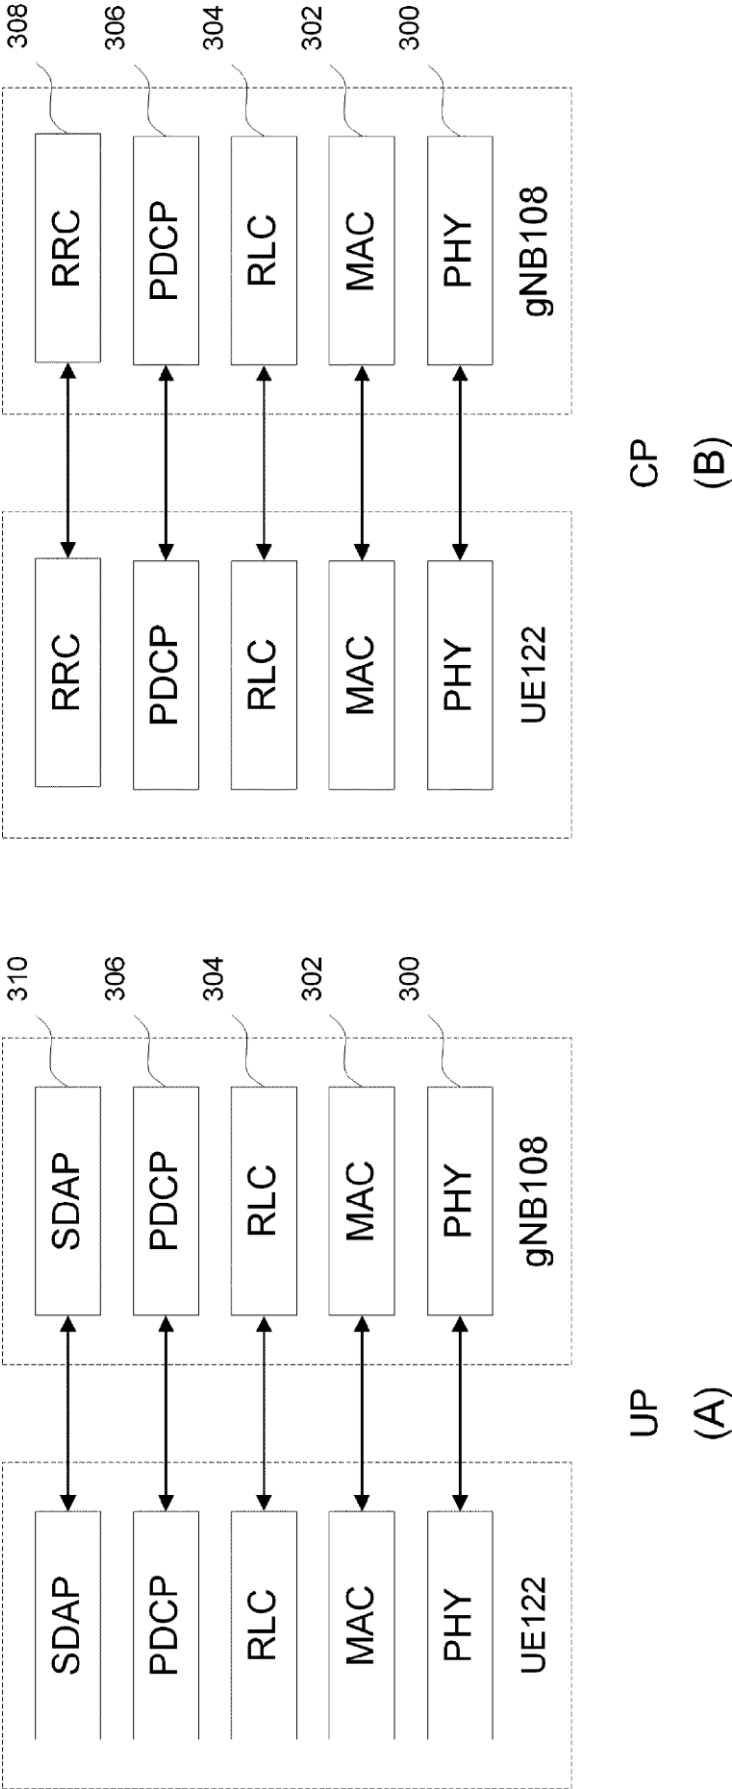 SDAP
SDAP
310
PDCP
PDCP
306
RLC
RLC
304
MAC
MAC
302
PHY
PHY
300
UE122
gNB108
UP
(A)
RRC
RRC
308
PDCP
PDCP
306
RLC
RLC
304
MAC
MAC
302
PHY
PHY
300
UE122
gNB108
CP
(B)